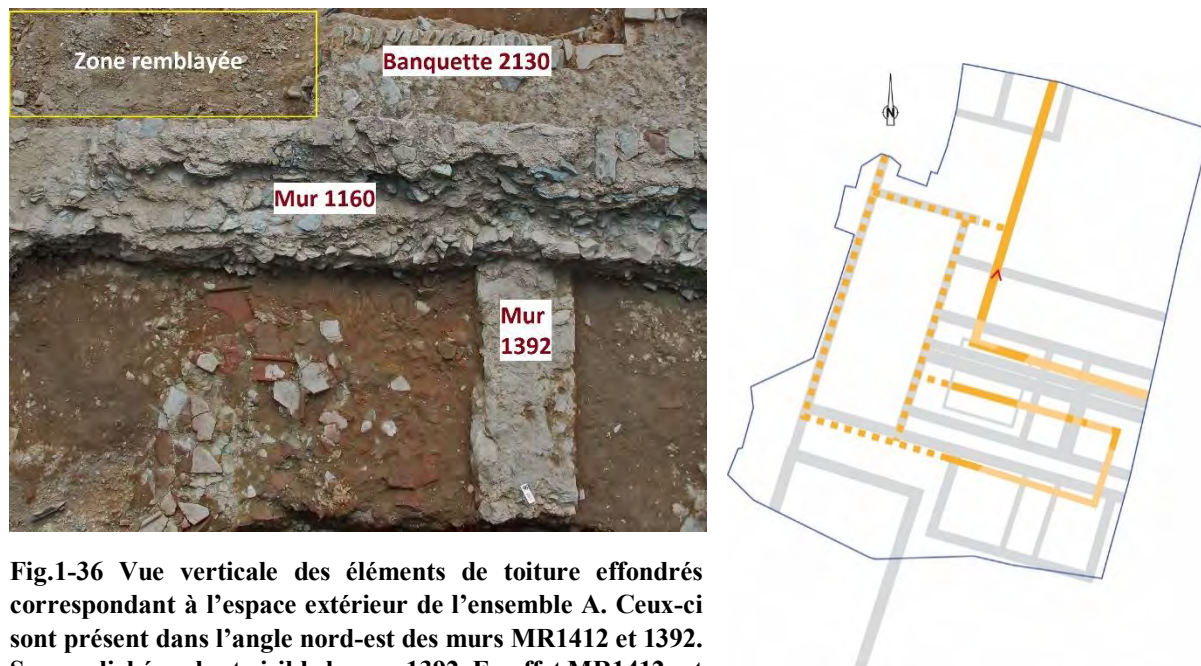 Zone remblayée
Banquette 2130
Mur 1160
Mur
1392
N
Fig.1-36 Vue verticale des éléments de toiture effondrés
correspondant à l'espace extérieur de l'ensemble A. Ceux-ci
sont présent dans l'angle nord-est des murs MR1412 et 1392.